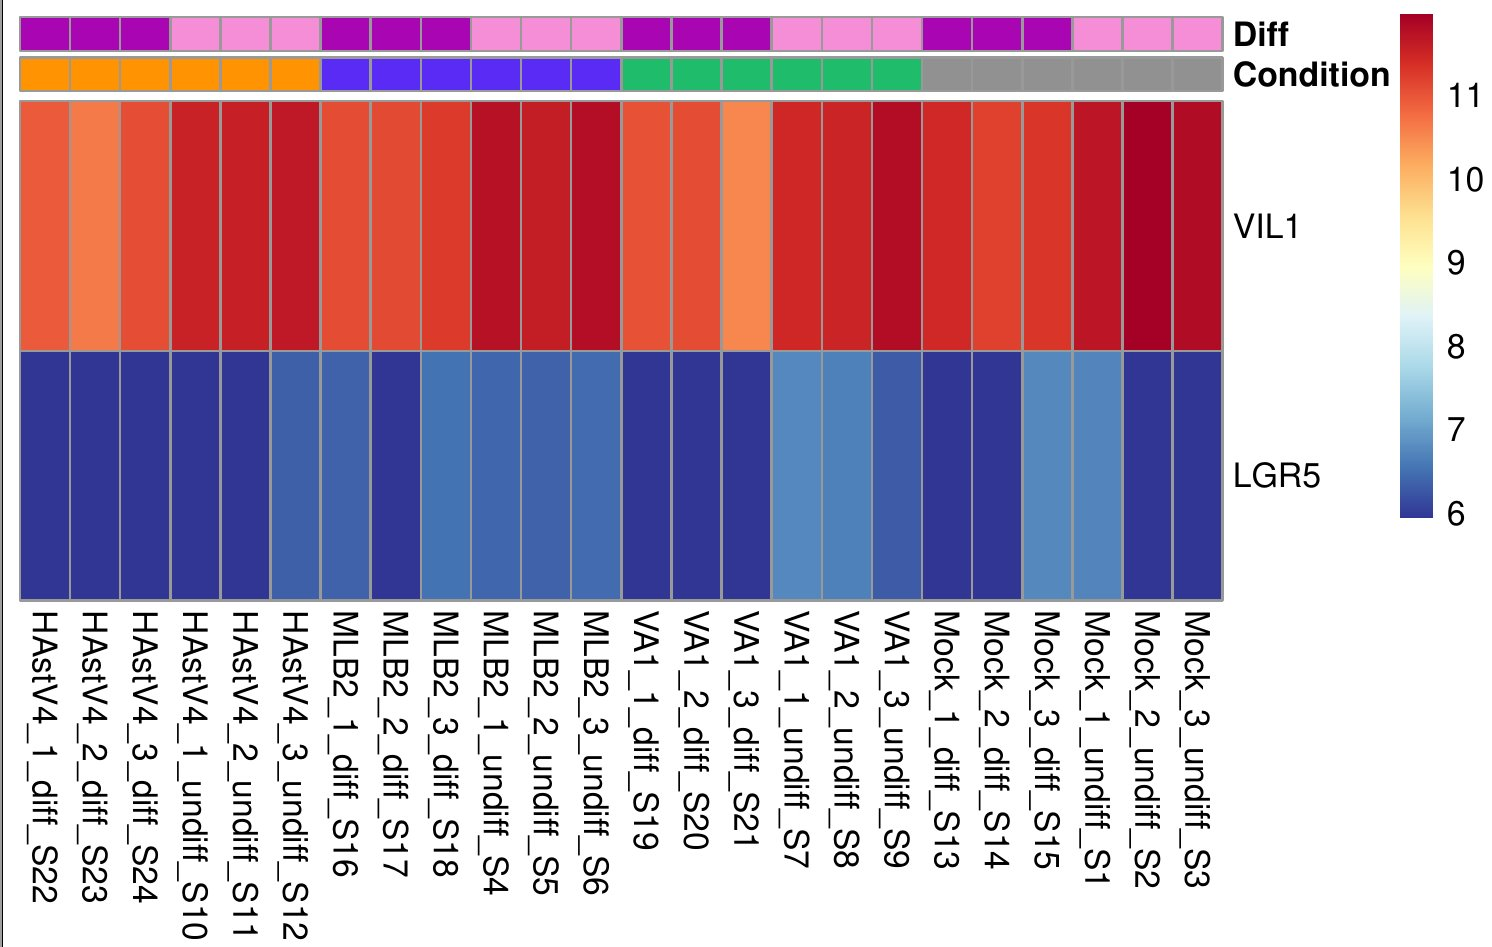 Diff
Condition
11
10
9
8
7
6
VIL1
LGR5
HAstV4_1_diff_S22
HAstV4_2_diff_S23
HAstV4_3_diff_S24
HAstV4_1_undiff_S10
HAstV4_2_undiff_S11
HAstV4_3_undiff_S12
MLB2_1_diff_S16
MLB2_2_diff_S17
MLB2_3_diff_S18
MLB2_1_undiff_S4
MLB2_2_undiff_S5
MLB2_3_undiff_S6
VA1_1_diff_S19
VA1_2_diff_S20
VA1_3_diff_S21
VA1_1_undiff_S7
VA1_2_undiff_S8
VA1_3_undiff_S9
Mock_1_diff_S13
Mock_2_diff_S14
Mock_3_diff_S15
Mock_1_undiff_S1
Mock_2_undiff_S2
Mock_3_undiff_S3